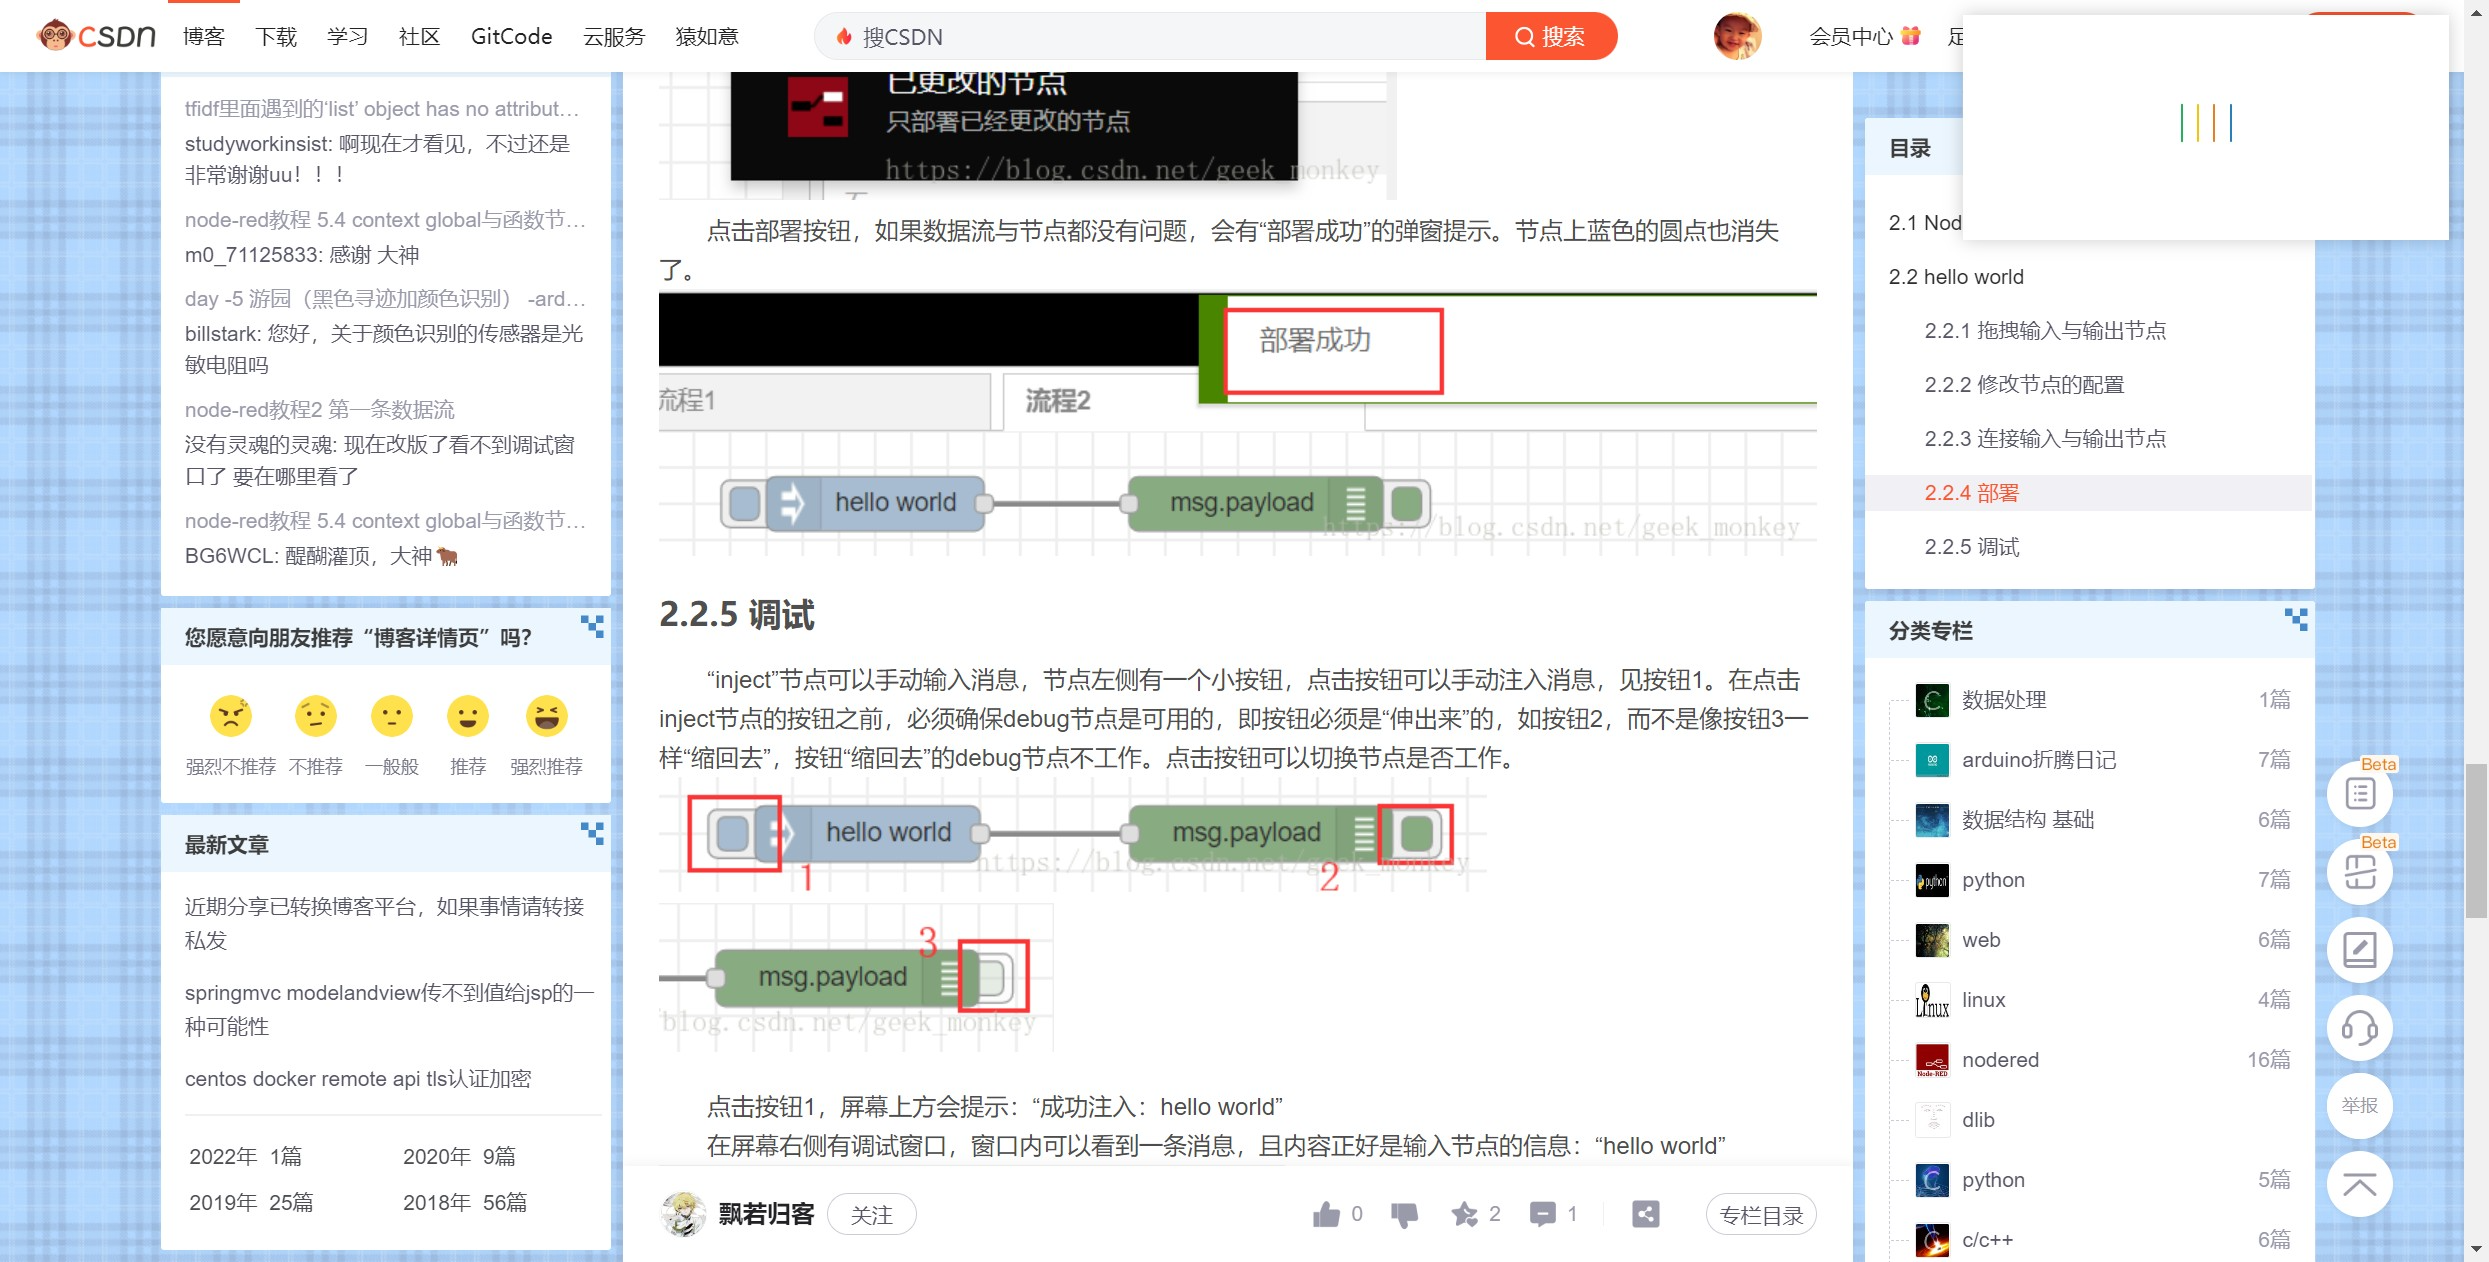 CSDN 博客 下载 学习 社区 GitCode 云服务 猿如意 搜CSDN 搜索 会员中心
tfidf里面遇到的‘list’ object has no attribut…
studyworkinsist: 啊现在才看见，不过还是
非常谢谢uu！！！
node-red教程 5.4 context global与函数节…
m0_71125833: 感谢 大神
day -5 游园（黑色寻迹加颜色识别） -ard…
billstark: 您好，关于颜色识别的传感器是光
敏电阻吗
node-red教程2 第一条数据流
没有灵魂的灵魂: 现在改版了看不到调试窗
口了 要在哪里看了
node-red教程 5.4 context global与函数节…
BG6WCL: 醍醐灌顶，大神🐂
您愿意向朋友推荐“博客详情页”吗？
强烈不推荐 不推荐 一般般 推荐 强烈推荐
最新文章
近期分享已转换博客平台，如果事情请转接
私发
springmvc modelandview传不到值给jsp的一
种可能性
centos docker remote api tls认证加密
2022年 1篇 2020年 9篇
2019年 25篇 2018年 56篇
已更改的节点
只部署已经更改的节点
https://blog.csdn.net/geek_monkey
点击部署按钮，如果数据流与节点都没有问题，会有“部署成功”的弹窗提示。节点上蓝色的圆点也消失
了。
部署成功
流程1 流程2
hello world msg.payload
https://blog.csdn.net/geek_monkey
2.2.5 调试
“inject”节点可以手动输入消息，节点左侧有一个小按钮，点击按钮可以手动注入消息，见按钮1。在点击
inject节点的按钮之前，必须确保debug节点是可用的，即按钮必须是“伸出来”的，如按钮2，而不是像按钮3一
样“缩回去”，按钮“缩回去”的debug节点不工作。点击按钮可以切换节点是否工作。
hello world msg.payload
https://blog.csdn.net/geek_monkey
1 2
3
msg.payload
blog.csdn.net/geek_monkey
点击按钮1，屏幕上方会提示：“成功注入：hello world”
在屏幕右侧有调试窗口，窗口内可以看到一条消息，且内容正好是输入节点的信息：“hello world”
飘若归客 关注 0 2 1 专栏目录
目录
2.1 Nod
2.2 hello world
2.2.1 拖拽输入与输出节点
2.2.2 修改节点的配置
2.2.3 连接输入与输出节点
2.2.4 部署
2.2.5 调试
分类专栏
数据处理 1篇
arduino折腾日记 7篇
数据结构 基础 6篇
python 7篇
web 6篇
linux 4篇
nodered 16篇
dlib
python 5篇
c/c++ 6篇
Beta
Beta
举报